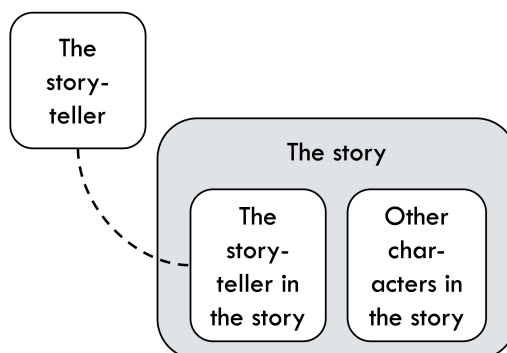 The
story-
teller
The story
The
story-
teller in
the story
Other
char-
acters in
the story